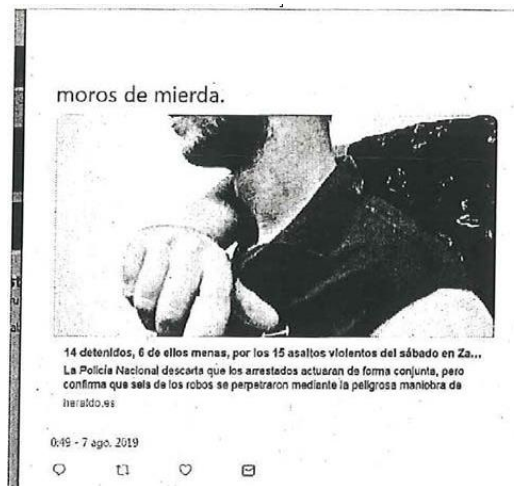 moros de mierda.
14 detenidos, 6 de ellos menas, por los 15 asaltos violentos del sábado en Za...
La Policía Nacional descarta que los arrestados actuaran de forma conjunta, pero
confirma que seis de los robos se perpetraron mediante la peligrosa maniobra de
heraldo.es
0:49 - 7 ago. 2019